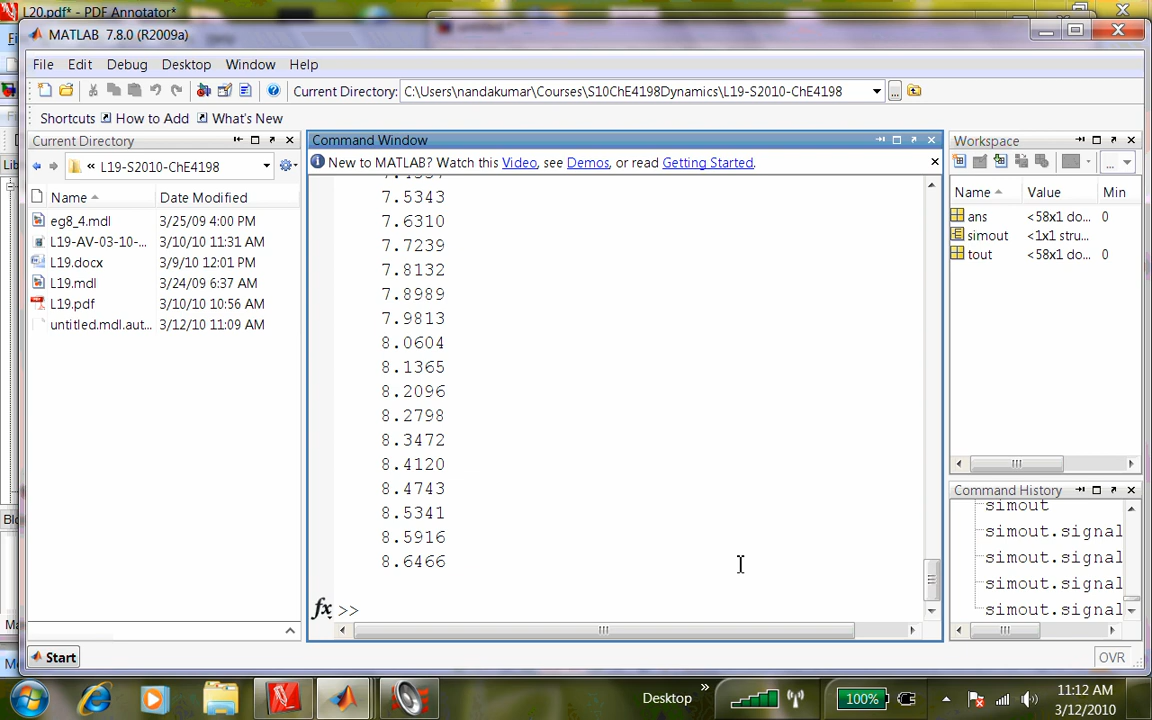 L20.pdf* - PDF Annotator*
MATLAB 7.8.0 (R2009a)
File Edit Debug Desktop Window Help
Current Directory: C:\Users\nandakumar\Courses\S10ChE4198Dynamics\L19-S2010-ChE4198 ...
Shortcuts How to Add What's New
Current Directory
« L19-S2010-ChE4198
Name Date Modified
eg8_4.mdl 3/25/09 4:00 PM
L19-AV-03-10-... 3/10/10 11:31 AM
L19.docx 3/9/10 12:01 PM
L19.mdl 3/24/09 6:37 AM
L19.pdf 3/10/10 10:56 AM
untitled.mdl.aut... 3/12/10 11:09 AM
Start
Command Window
New to MATLAB? Watch this Video, see Demos, or read Getting Started.
7.5343
7.6310
7.7239
7.8132
7.8989
7.9813
8.0604
8.1365
8.2096
8.2798
8.3472
8.4120
8.4743
8.5341
8.5916
8.6466
fx >>
Workspace
...
Name Value Min
ans <58x1 do... 0
simout <1x1 stru...
tout <58x1 do... 0
Command History
simout
simout.signal
simout.signal
simout.signal
simout.signal
OVR
Desktop »
100%
11:12 AM
3/12/2010